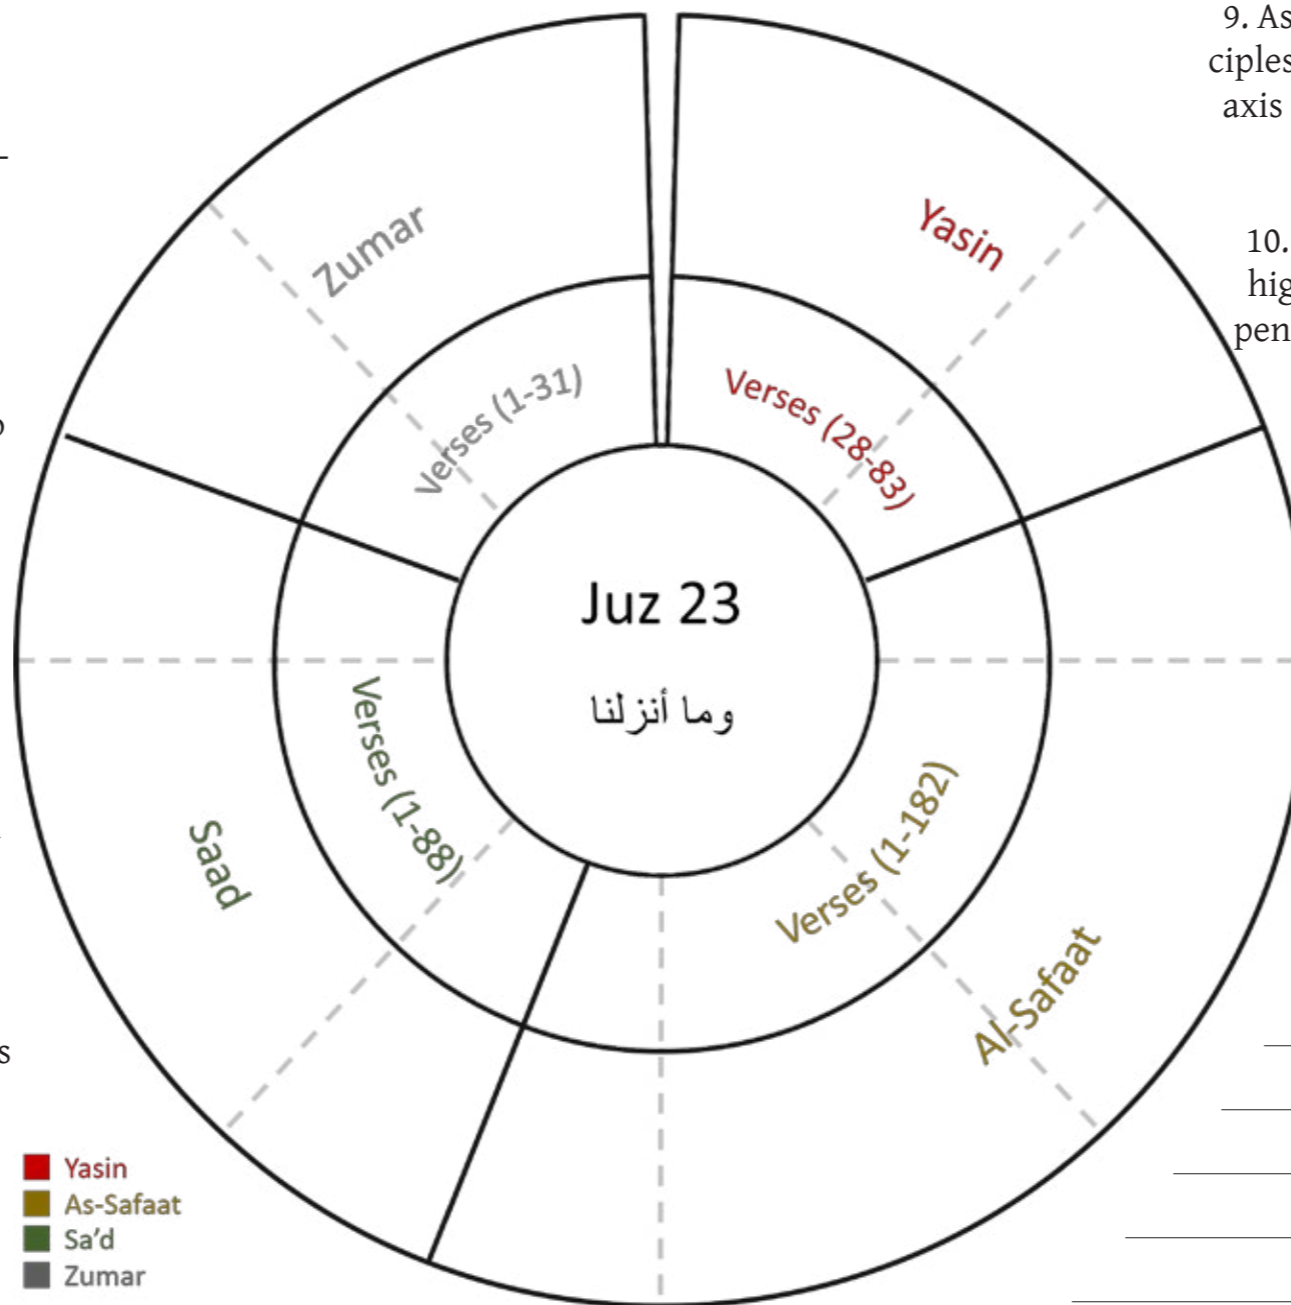 9. As
ciples
axis
10.
hig
pen
Zumar
Yasin
Verses (1-31)
Verses (28-83)
Juz 23
وما أنزلنا
Verses (1-88)
Verses (1-182)
Saad
Al-Safaat
s
Yasin
As-Safaat
Sa’d
Zumar